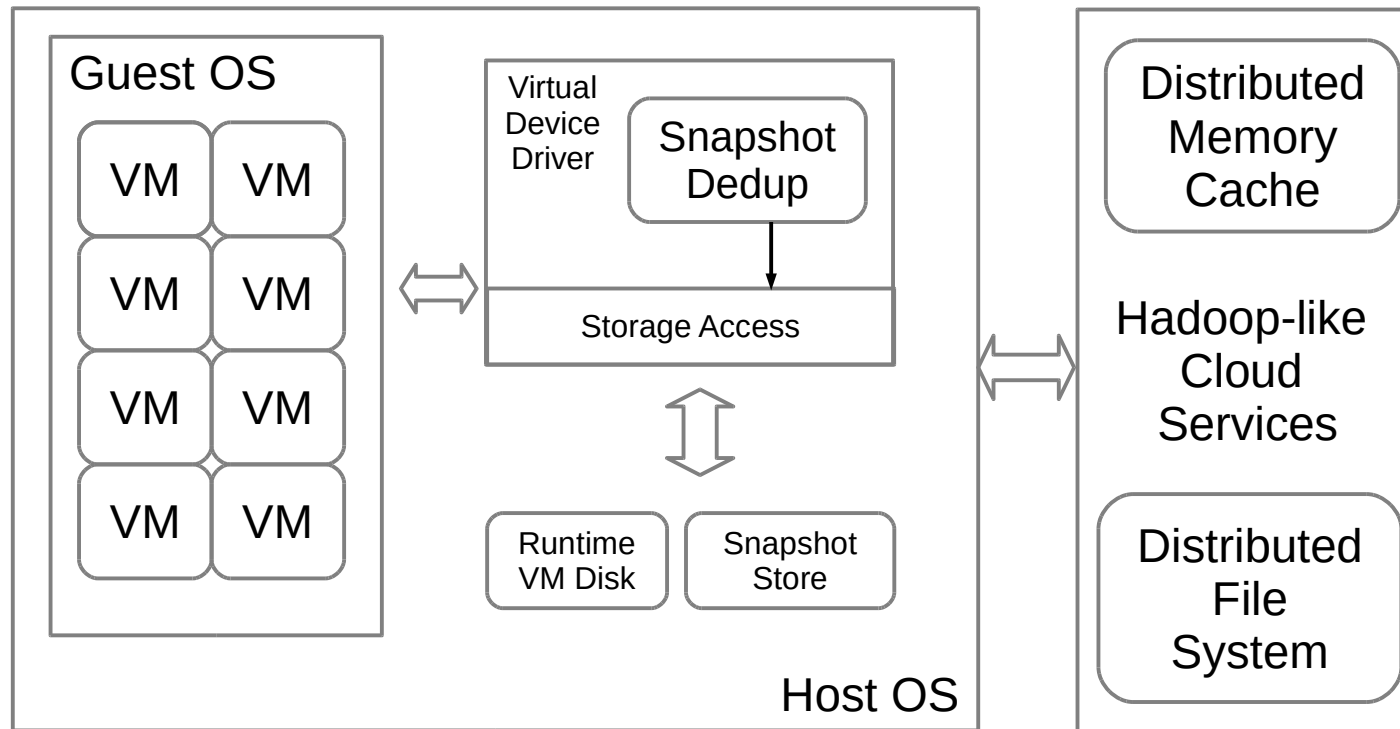 Guest OS
VM VM
VM VM
VM VM
VM VM
Virtual
Device
Driver
Snapshot
Dedup
Storage Access
Runtime
VM Disk
Snapshot
Store
Host OS
Distributed
Memory
Cache
Hadoop-like
Cloud
Services
Distributed
File
System